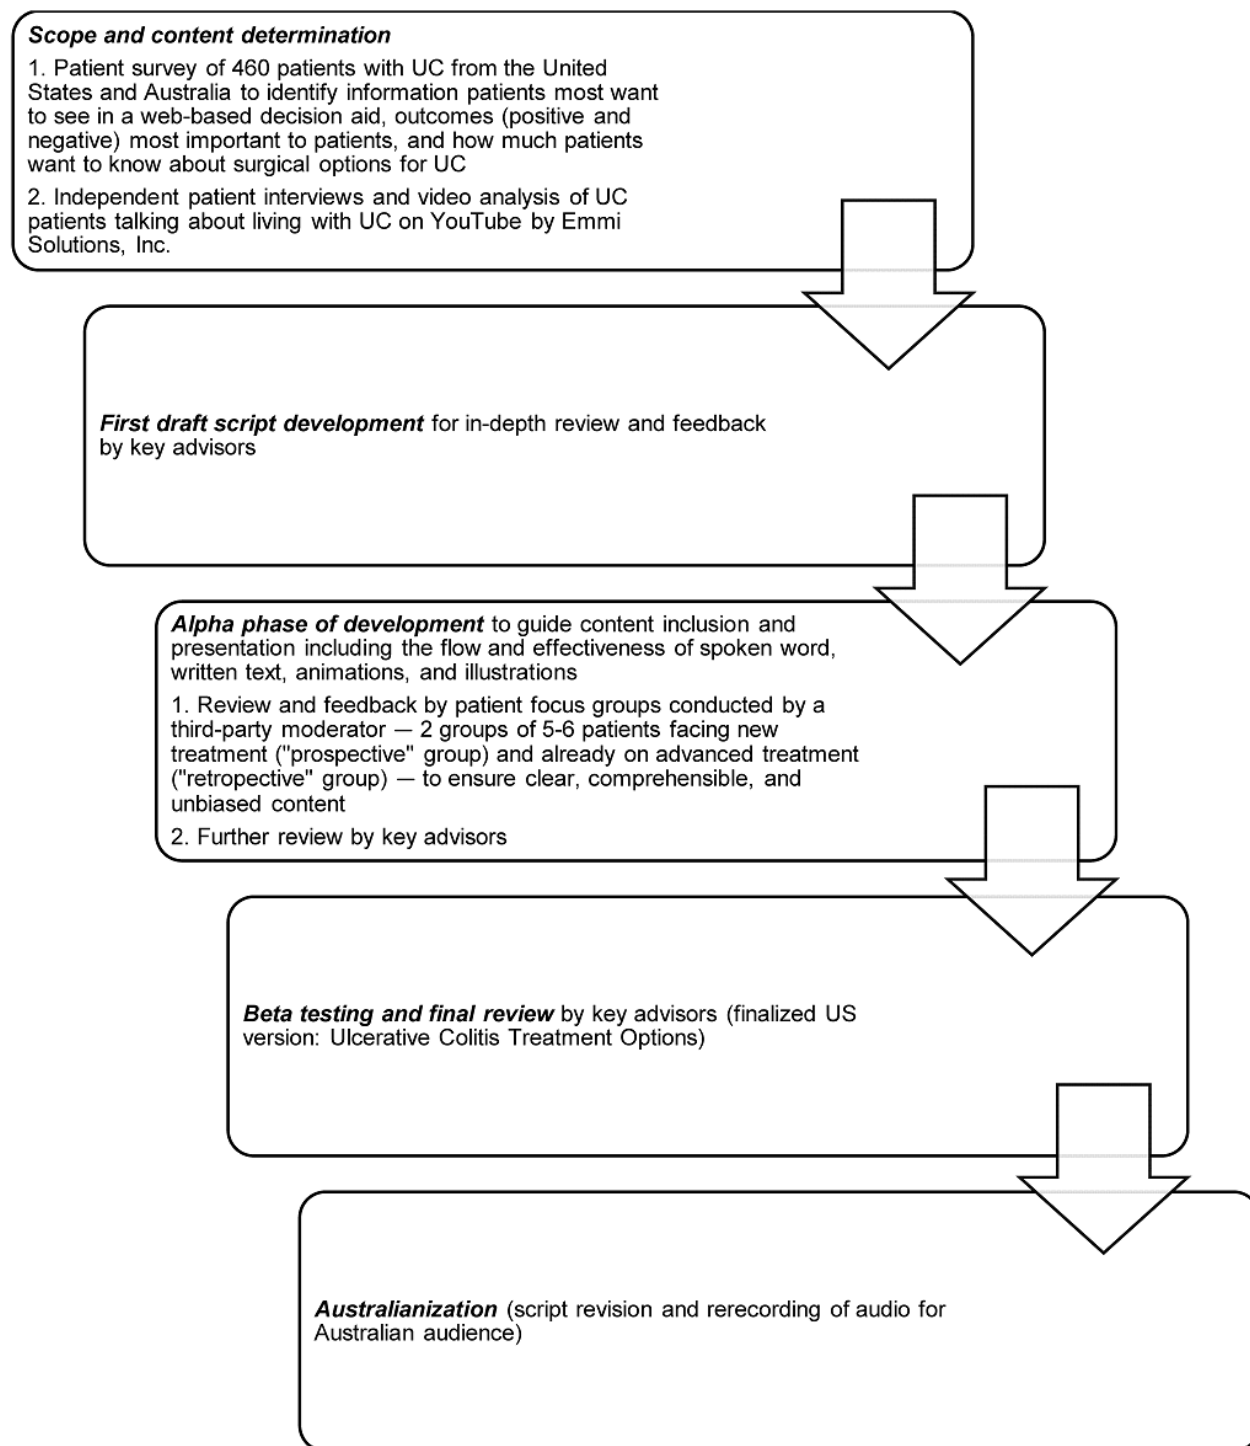 Scope and content determination
1. Patient survey of 460 patients with UC from the United
States and Australia to identify information patients most want
to see in a web-based decision aid, outcomes (positive and
negative) most important to patients, and how much patients
want to know about surgical options for UC
2. Independent patient interviews and video analysis of UC
patients talking about living with UC on YouTube by Emmi
Solutions, Inc.
First draft script development for in-depth review and feedback
by key advisors
Alpha phase of development to guide content inclusion and
presentation including the flow and effectiveness of spoken word,
written text, animations, and illustrations
1. Review and feedback by patient focus groups conducted by a
third-party moderator — 2 groups of 5-6 patients facing new
treatment ("prospective" group) and already on advanced treatment
("retropective" group) — to ensure clear, comprehensible, and
unbiased content
2. Further review by key advisors
Beta testing and final review by key advisors (finalized US
version: Ulcerative Colitis Treatment Options)
Australianization (script revision and rerecording of audio for
Australian audience)